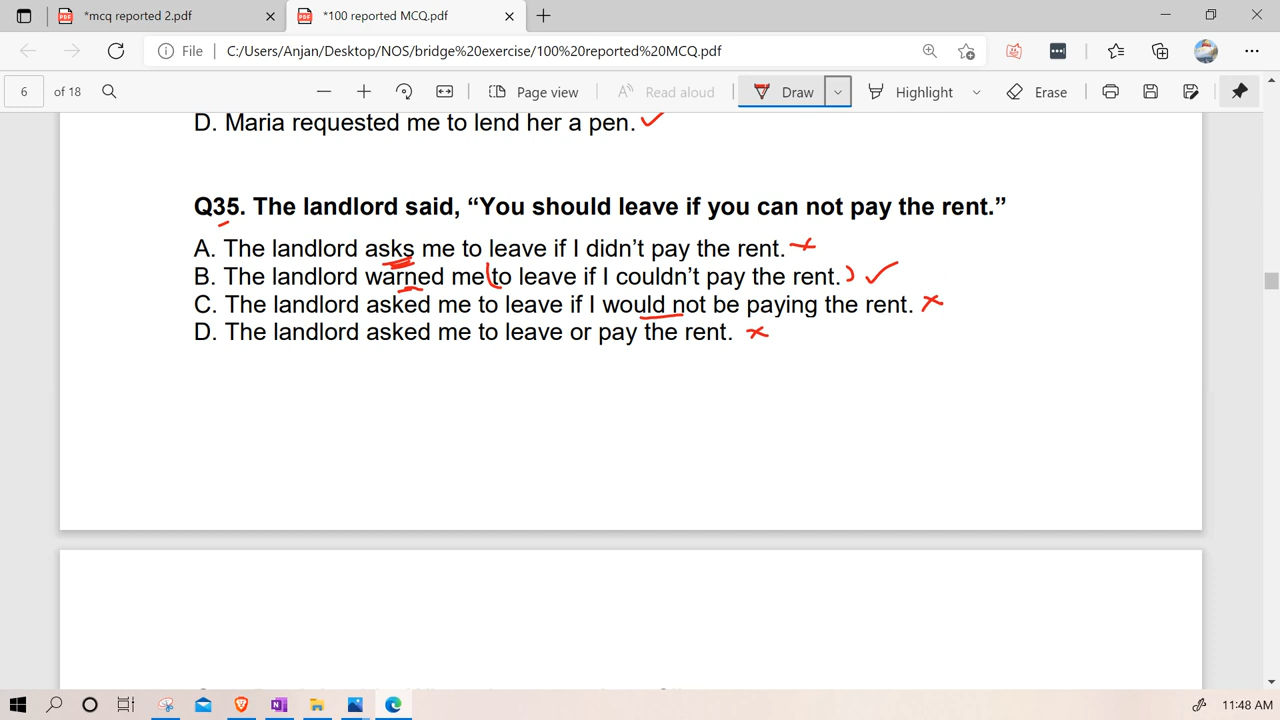 *mcq reported 2.pdf
*100 reported MCQ.pdf
File
C:/Users/Anjan/Desktop/NOS/bridge%20exercise/100%20reported%20MCQ.pdf
6 of 18
Page view
Read aloud
Draw
Highlight
Erase
D. Maria requested me to lend her a pen.
Q35. The landlord said, “You should leave if you can not pay the rent.”
A. The landlord asks me to leave if I didn’t pay the rent.
B. The landlord warned me to leave if I couldn’t pay the rent.
C. The landlord asked me to leave if I would not be paying the rent.
D. The landlord asked me to leave or pay the rent.
11:48 AM